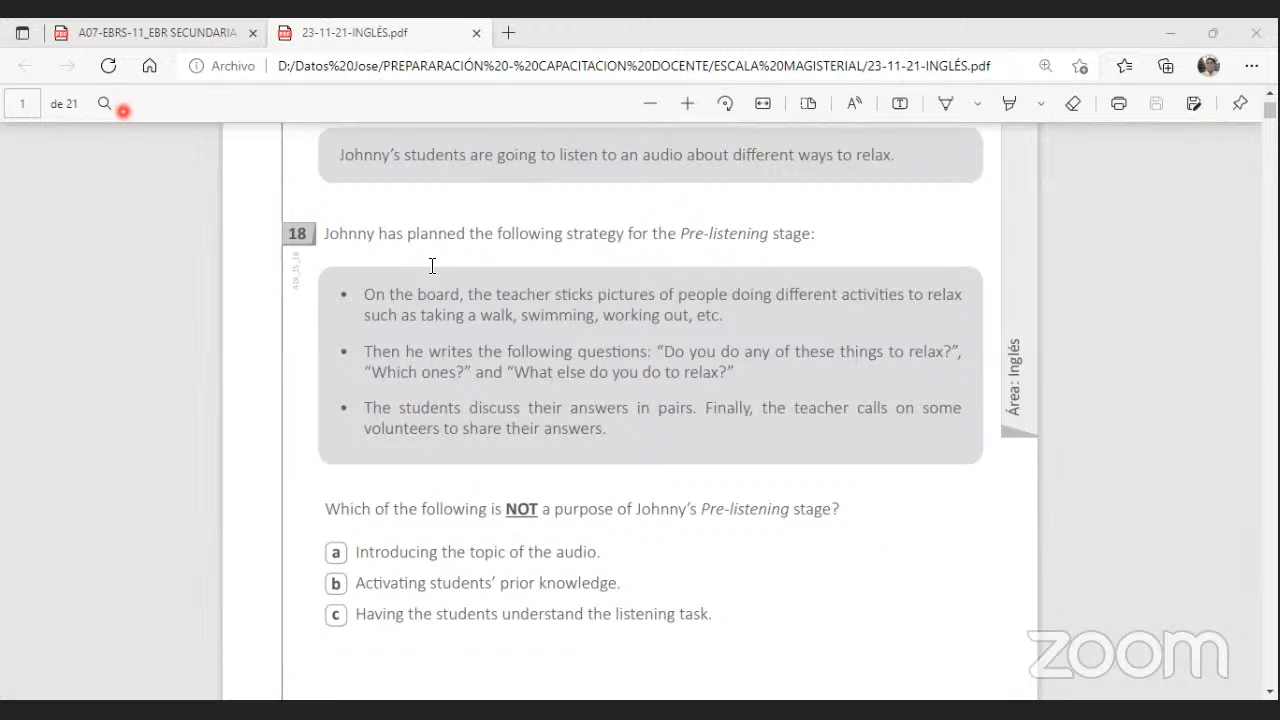 A07-EBRS-11_EBR SECUNDARIA
23-11-21-INGLÉS.pdf
Archivo
D:/Datos%20Jose/PREPARARACIÓN%20-%20CAPACITACION%20DOCENTE/ESCALA%20MAGISTERIAL/23-11-21-INGLÉS.pdf
1 de 21
Johnny's students are going to listen to an audio about different ways to relax.
18 Johnny has planned the following strategy for the Pre-listening stage:
A19_15_18
• On the board, the teacher sticks pictures of people doing different activities to relax
such as taking a walk, swimming, working out, etc.
• Then he writes the following questions: “Do you do any of these things to relax?”,
“Which ones?” and “What else do you do to relax?”
• The students discuss their answers in pairs. Finally, the teacher calls on some
volunteers to share their answers.
Área: Inglés
Which of the following is NOT a purpose of Johnny's Pre-listening stage?
a Introducing the topic of the audio.
b Activating students' prior knowledge.
c Having the students understand the listening task.
zoom